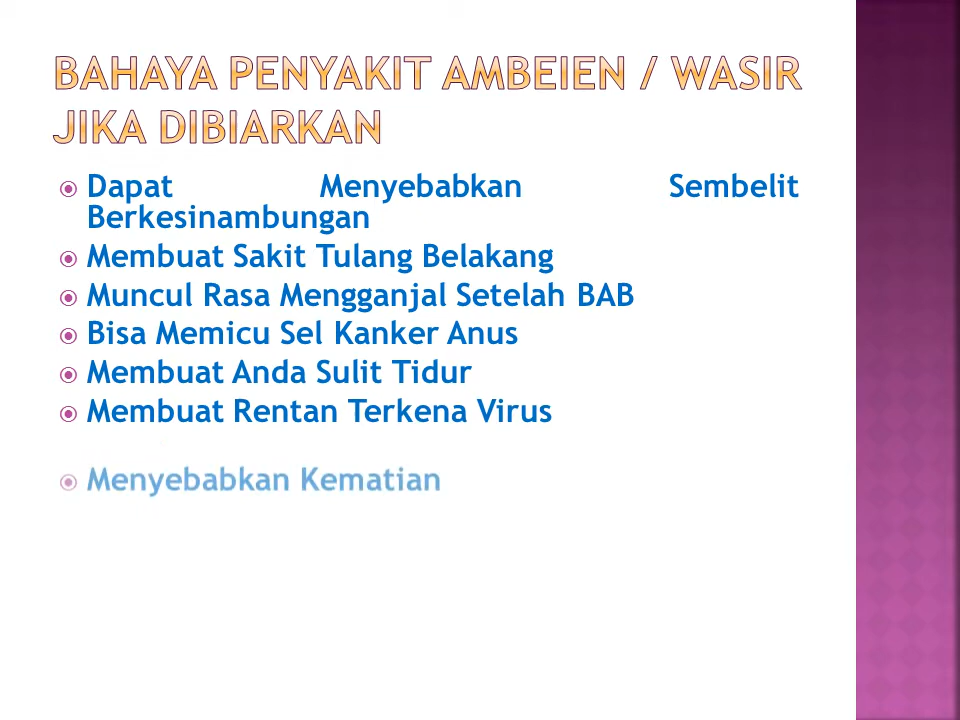 BAHAYA PENYAKIT AMBEIEN / WASIR
JIKA DIBIARKAN
Dapat Menyebabkan Sembelit
Berkesinambungan
Membuat Sakit Tulang Belakang
Muncul Rasa Mengganjal Setelah BAB
Bisa Memicu Sel Kanker Anus
Membuat Anda Sulit Tidur
Membuat Rentan Terkena Virus
Menyebabkan Kematian